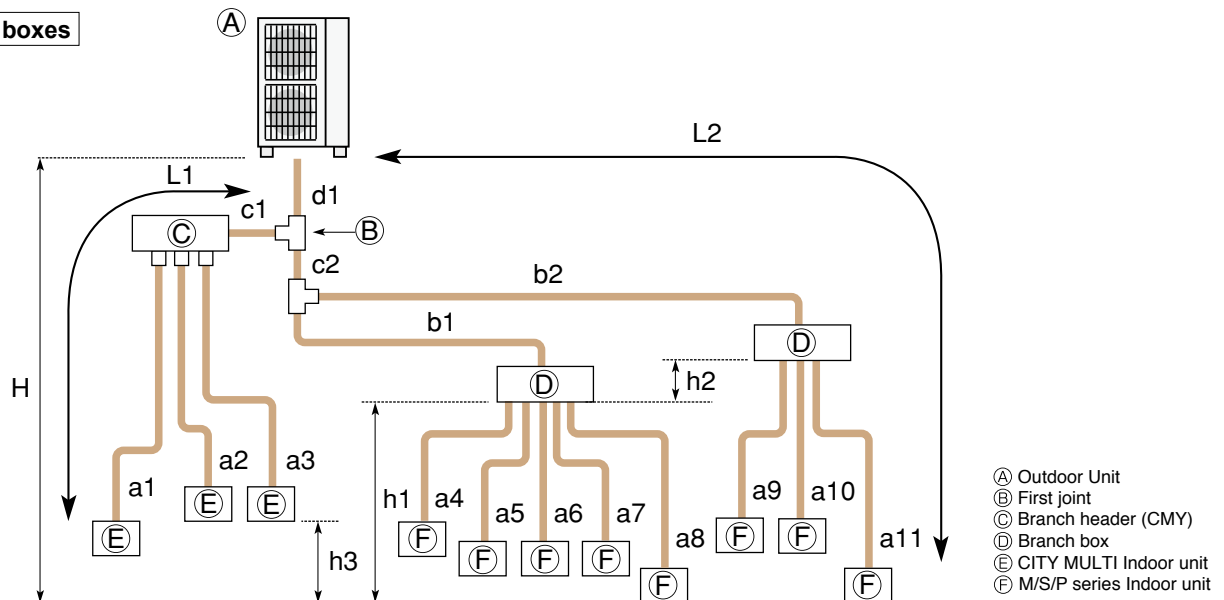 boxes
A
L2
L1
d1
c1
C
B
c2
b2
b1
D
D
H
h2
a1
a2
a3
E
E
E
h1
a4
a5
a6
a7
a8
a9
a10
a11
F
F
F
F
F
F
F
F
h3
A Outdoor Unit
B First joint
C Branch header (CMY)
D Branch box
E CITY MULTI Indoor unit
F M/S/P series Indoor unit